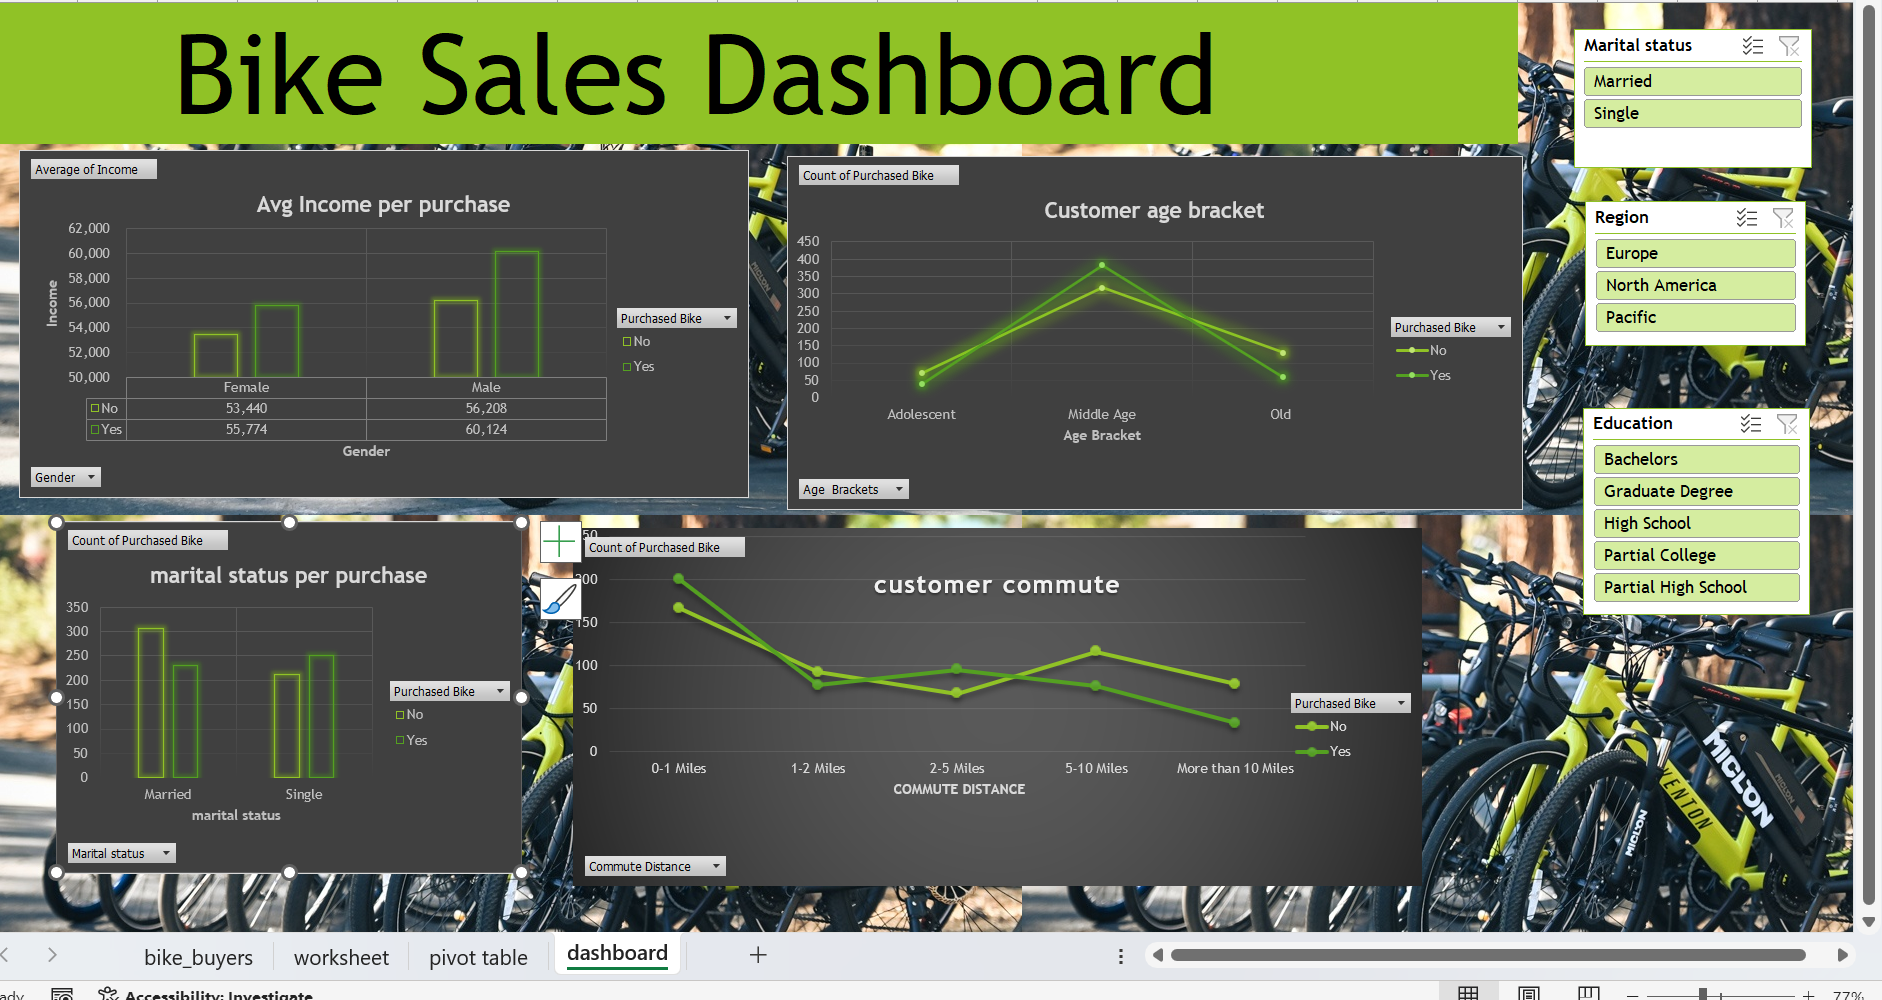 Bike Sales Dashboard
Marital status
Married
Single
Average of Income
Avg Income per purchase
62,000
60,000
58,000
56,000
54,000
52,000
50,000
Income
Female Male
No 53,440 56,208
Yes 55,774 60,124
Gender
Purchased Bike
No
Yes
Gender
Count of Purchased Bike
Customer age bracket
450
400
350
300
250
200
150
100
50
0
Adolescent Middle Age Old
Age Bracket
Purchased Bike
No
Yes
Age Brackets
Region
Europe
North America
Pacific
Education
Bachelors
Graduate Degree
High School
Partial College
Partial High School
Count of Purchased Bike
marital status per purchase
350
300
250
200
150
100
50
0
Married Single
marital status
Purchased Bike
No
Yes
Marital status
Count of Purchased Bike
customer commute
150
100
50
0
0-1 Miles 1-2 Miles 2-5 Miles 5-10 Miles More than 10 Miles
COMMUTE DISTANCE
Purchased Bike
No
Yes
Commute Distance
MICLON
VENTON
MICLON
bike_buyers worksheet pivot table dashboard
Accessibility: Investigate
77%